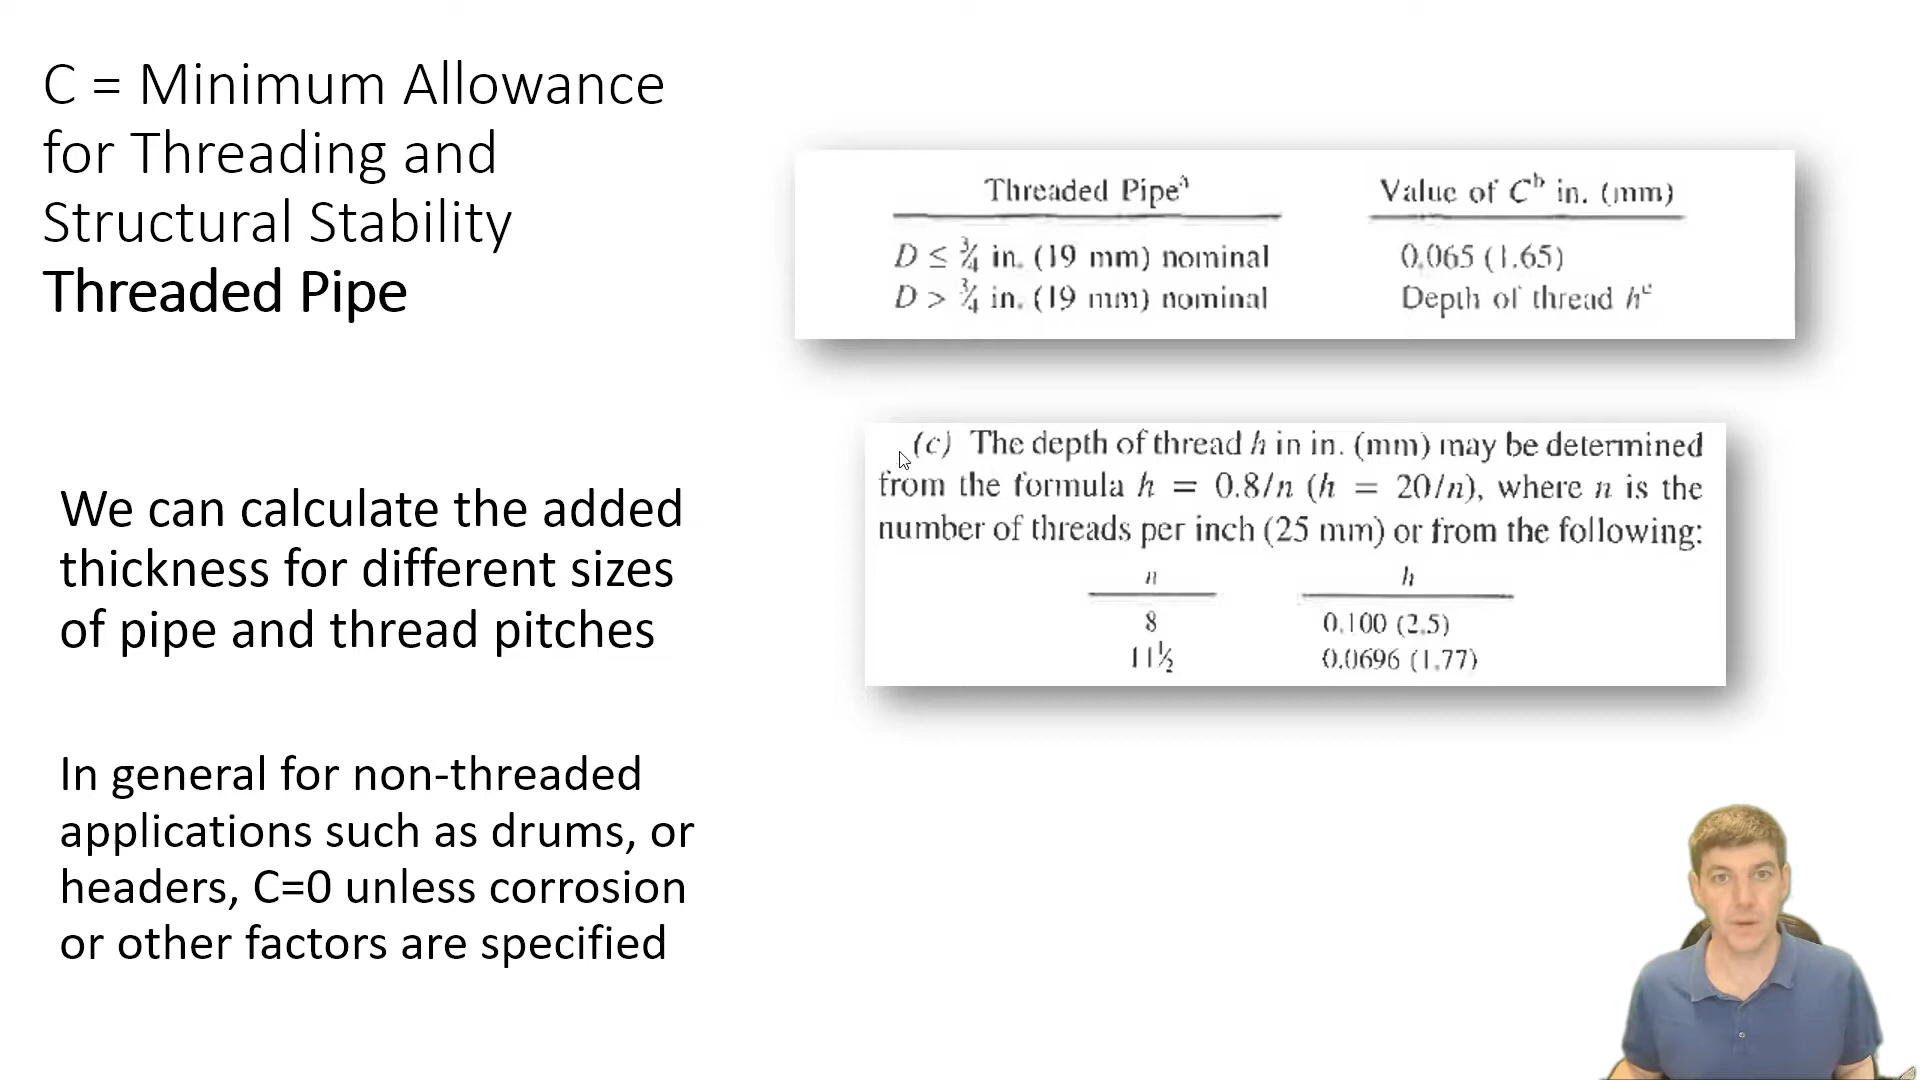 C = Minimum Allowance
for Threading and
Structural Stability
Threaded Pipe
We can calculate the added
thickness for different sizes
of pipe and thread pitches
In general for non-threaded
applications such as drums, or
headers, C=0 unless corrosion
or other factors are specified
Threaded Pipeᵃ Value of Cᵇ in. (mm)
D ≤ ¾ in. (19 mm) nominal 0.065 (1.65)
D > ¾ in. (19 mm) nominal Depth of thread hᶜ
(c) The depth of thread h in in. (mm) may be determined
from the formula h = 0.8/n (h = 20/n), where n is the
number of threads per inch (25 mm) or from the following:
n h
8 0.100 (2.5)
11½ 0.0696 (1.77)